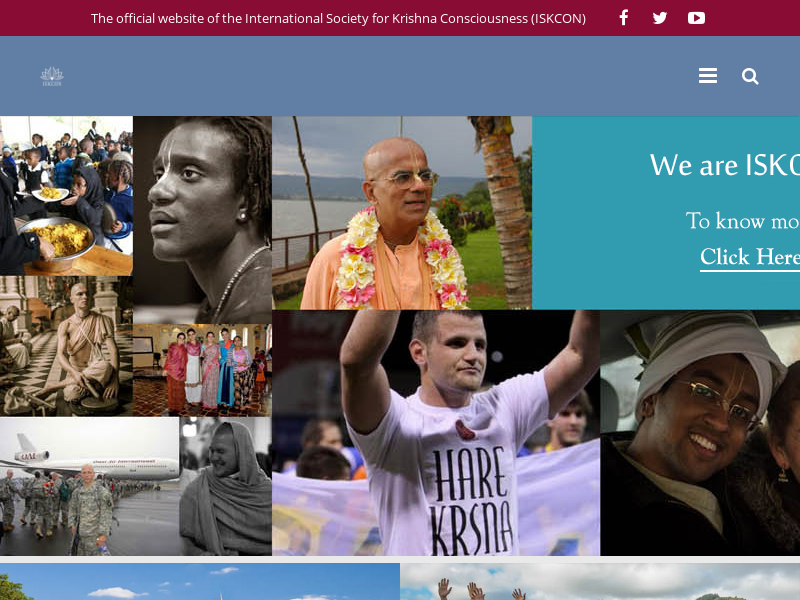 The official website of the International Society for Krishna Consciousness (ISKCON)
We are ISKC
To know mo
Click Here
HARE
KRSNA